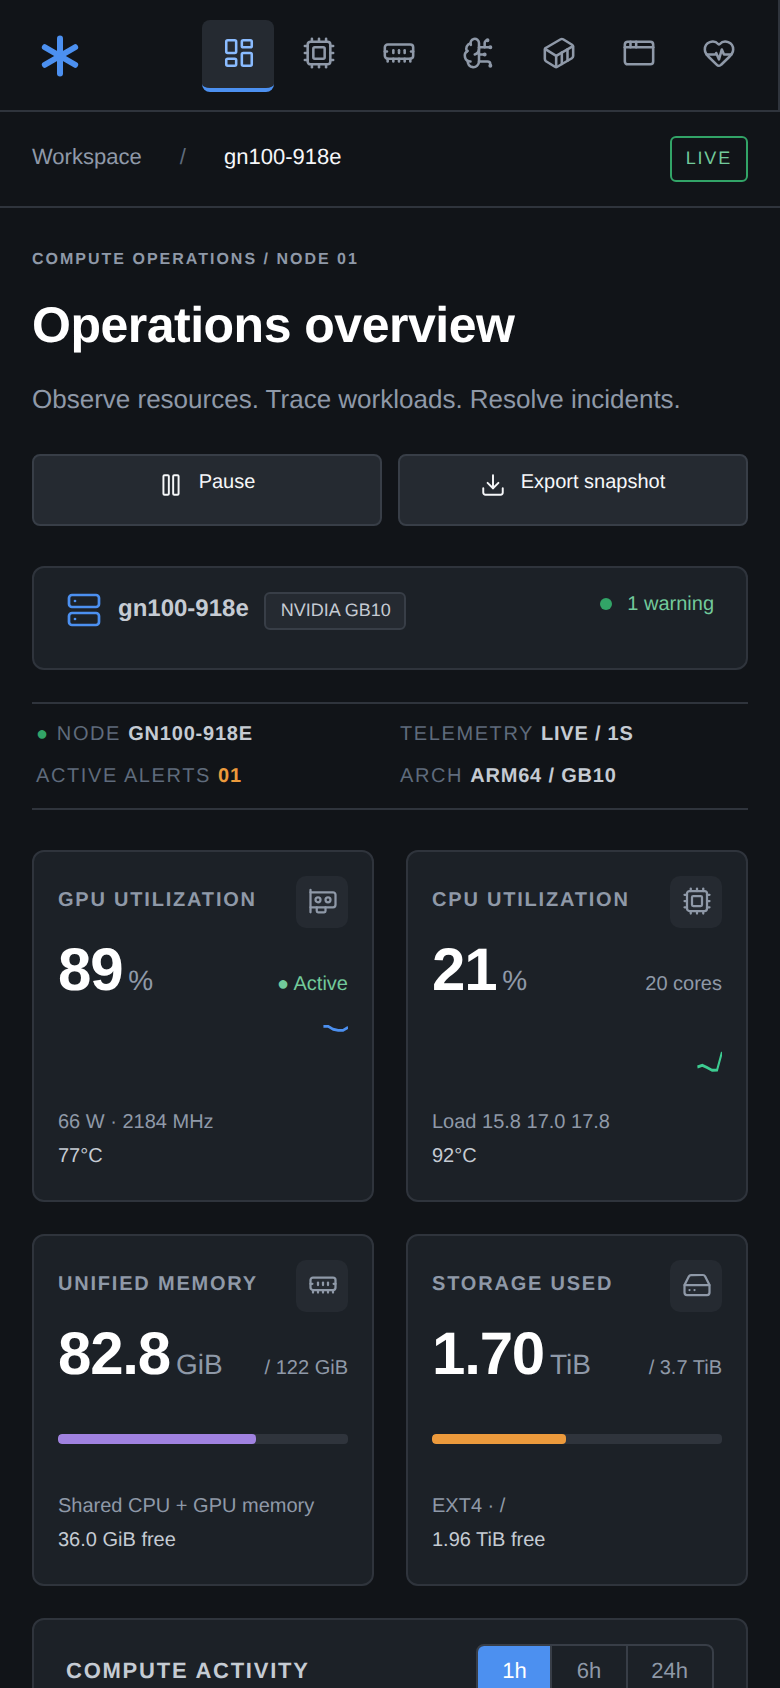 Workspace / gn100-918e LIVE
COMPUTE OPERATIONS / NODE 01
Operations overview
Observe resources. Trace workloads. Resolve incidents.
Pause Export snapshot
gn100-918e NVIDIA GB10 ● 1 warning
● NODE GN100-918E TELEMETRY LIVE / 1S
ACTIVE ALERTS 01 ARCH ARM64 / GB10
GPU UTILIZATION
89 % ● Active
66 W · 2184 MHz
77°C
CPU UTILIZATION
21 % 20 cores
Load 15.8 17.0 17.8
92°C
UNIFIED MEMORY
82.8 GiB / 122 GiB
Shared CPU + GPU memory
36.0 GiB free
STORAGE USED
1.70 TiB / 3.7 TiB
EXT4 · /
1.96 TiB free
COMPUTE ACTIVITY 1h 6h 24h